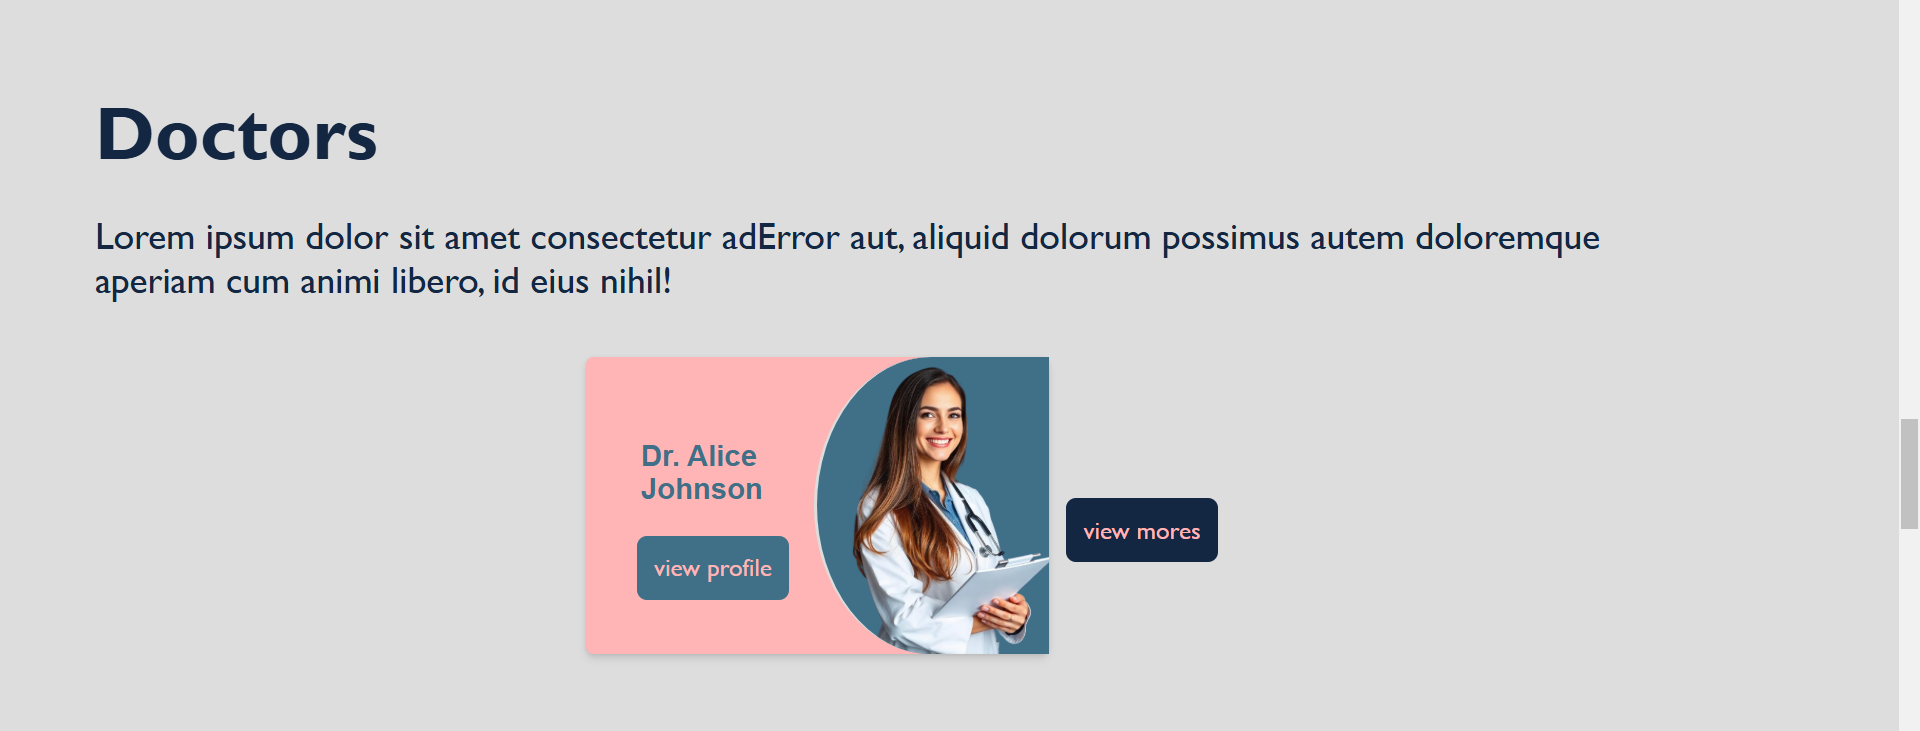 Doctors
Lorem ipsum dolor sit amet consectetur adError aut, aliquid dolorum possimus autem doloremque
aperiam cum animi libero, id eius nihil!
Dr. Alice
Johnson
view profile
view mores